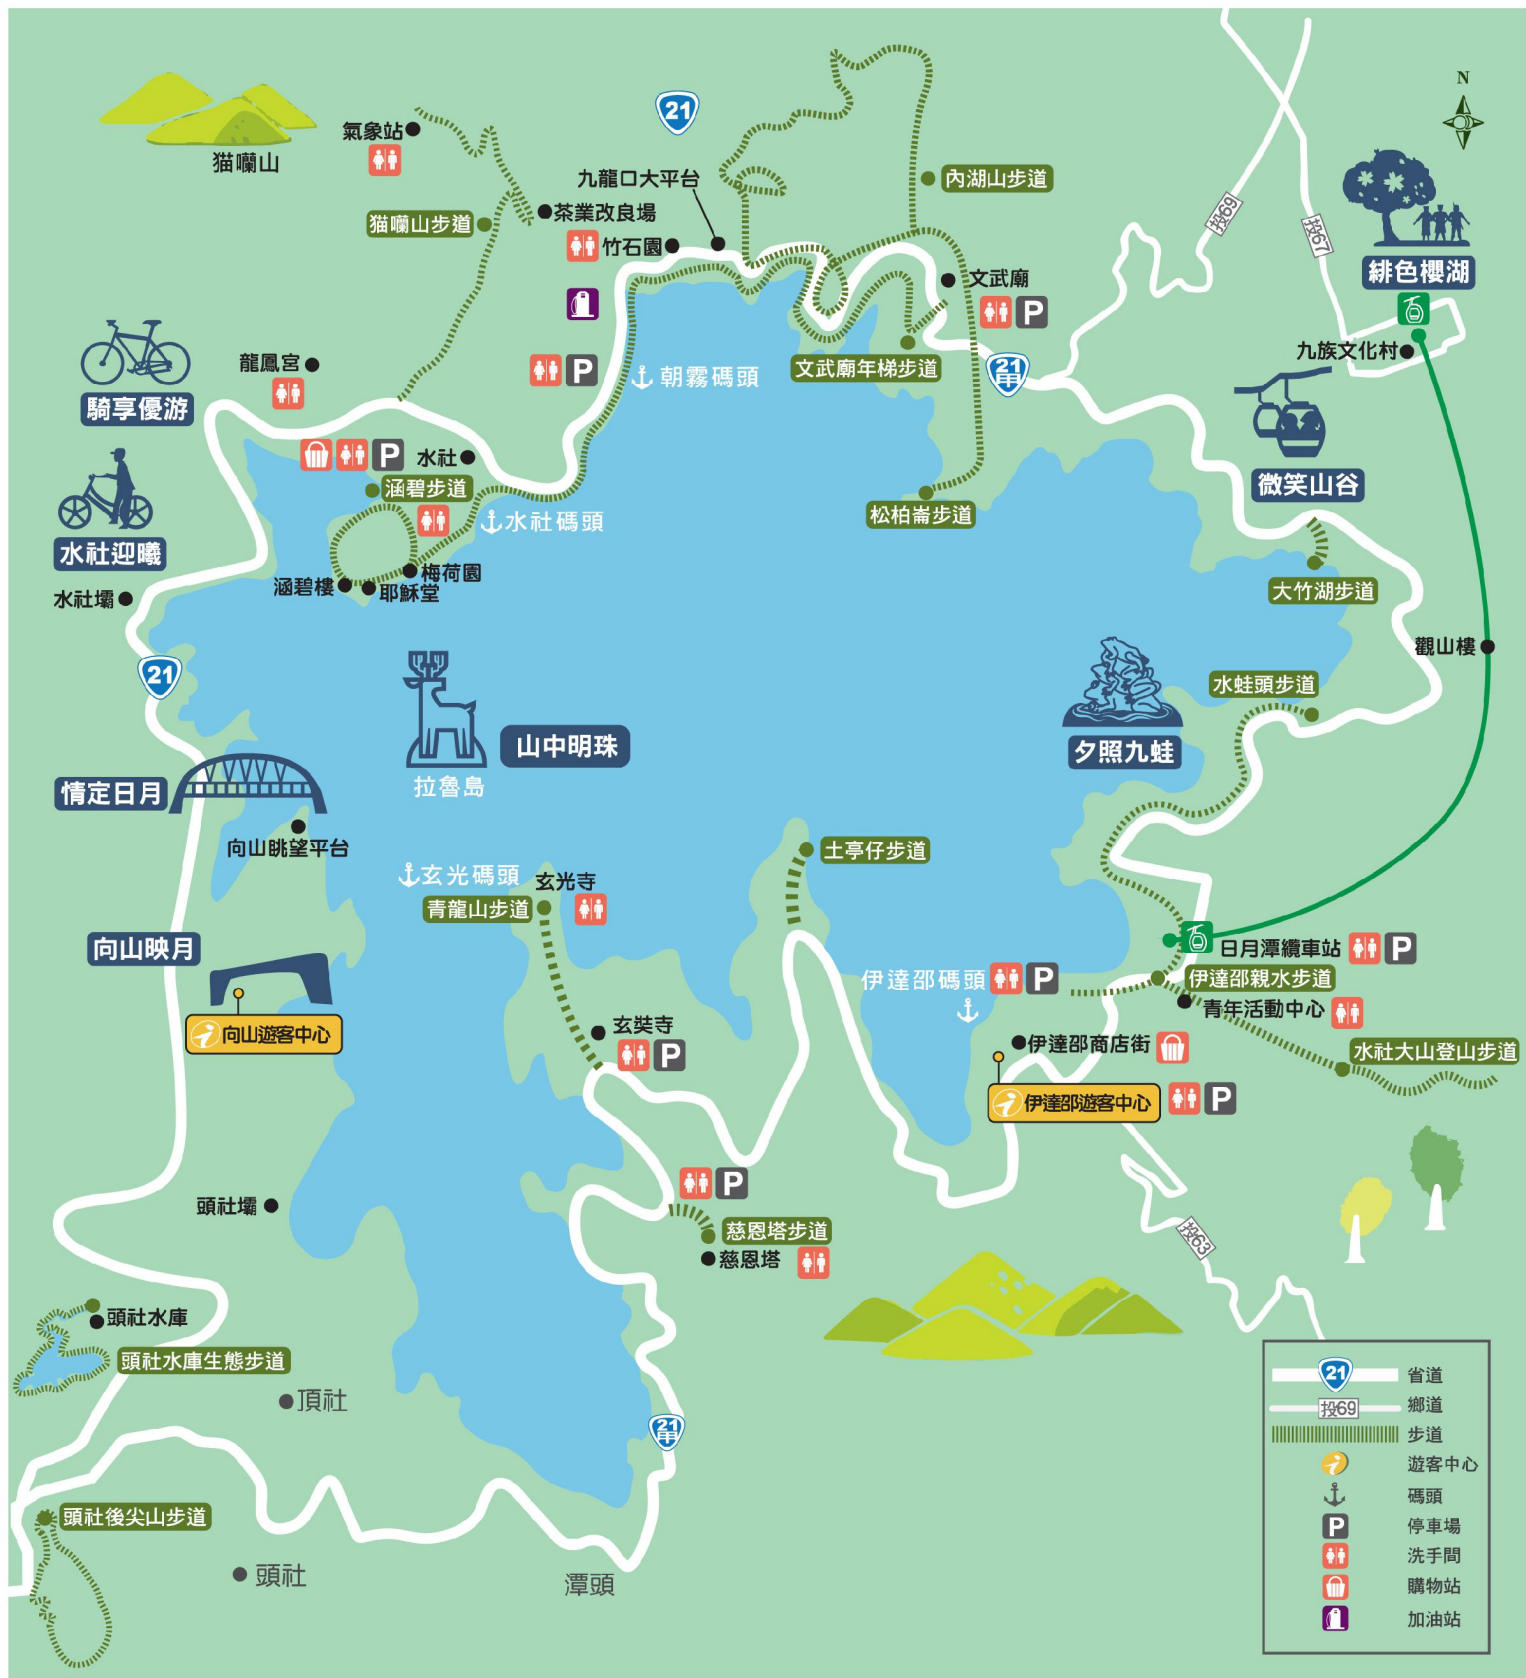 N
21
氣象站
猫囒山
九龍口大平台
內湖山步道
茶業改良場
猫囒山步道
竹石園
投69
投67
緋色櫻湖
文武廟
九族文化村
龍鳳宮
朝霧碼頭
文武廟年梯步道
21甲
騎享優游
水社
涵碧步道
微笑山谷
松柏崙步道
水社碼頭
水社迎曦
涵碧樓
梅荷園
耶穌堂
水社壩
大竹湖步道
觀山樓
21
水蛙頭步道
山中明珠
夕照九蛙
拉魯島
情定日月
向山眺望平台
土亭仔步道
玄光碼頭
玄光寺
青龍山步道
向山映月
日月潭纜車站
伊達邵碼頭
伊達邵親水步道
青年活動中心
向山遊客中心
玄奘寺
伊達邵商店街
水社大山登山步道
伊達邵遊客中心
頭社壩
慈恩塔步道
慈恩塔
投63
頭社水庫
頭社水庫生態步道
頂社
21甲
頭社後尖山步道
頭社
潭頭
21 省道
投69 鄉道
步道
遊客中心
碼頭
P 停車場
洗手間
購物站
加油站
P
P
P
P
P
P
P
P